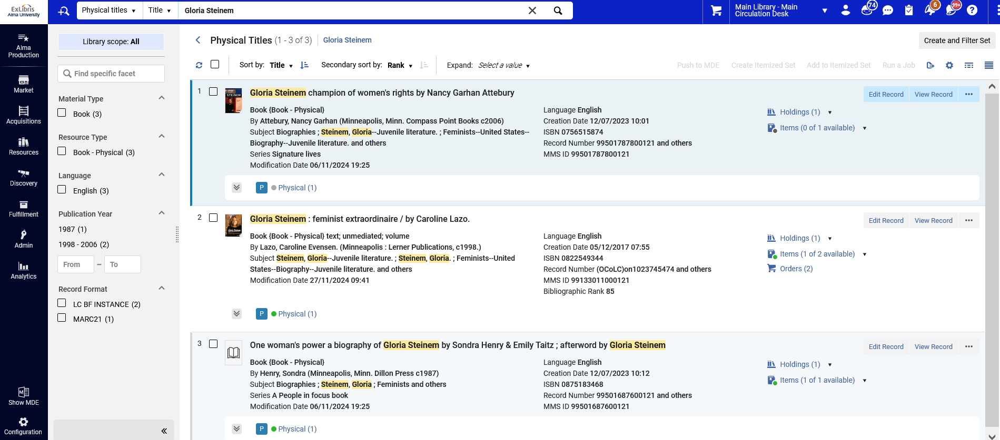 ExLibris
Alma University
Physical titles
Title
Gloria Steinem
Main Library - Main
Circulation Desk
74
6
99+
Alma
Production
Market
Acquisitions
Resources
Discovery
Fulfillment
Admin
Analytics
Show MDE
Configuration
Library scope: All
Find specific facet
Material Type
Book (3)
Resource Type
Book - Physical (3)
Language
English (3)
Publication Year
1987 (1)
1998 - 2006 (2)
From – To
Record Format
LC BF INSTANCE (2)
MARC21 (1)
Physical Titles (1 - 3 of 3) Gloria Steinem
Create and Filter Set
Sort by: Title Secondary sort by: Rank Expand: Select a value
Push to MDE Create Itemized Set Add to Itemized Set Run a Job
1
STEINEM
Gloria Steinem champion of women's rights by Nancy Garhan Attebury
Edit Record View Record
Book {Book - Physical}
By Attebury, Nancy Garhan (Minneapolis, Minn. Compass Point Books c2006)
Subject Biographies ; Steinem, Gloria--Juvenile literature. ; Feminists--United States--
Biography--Juvenile literature. and others
Series Signature lives
Modification Date 06/11/2024 19:25
Language English
Creation Date 12/07/2023 10:01
ISBN 0756515874
Record Number 99501787800121 and others
MMS ID 99501787800121
Holdings (1)
Items (0 of 1 available)
P Physical (1)
2
Gloria Steinem
Gloria Steinem : feminist extraordinaire / by Caroline Lazo.
Edit Record View Record
Book {Book - Physical} text; unmediated; volume
By Lazo, Caroline Evensen. (Minneapolis : Lerner Publications, c1998.)
Subject Steinem, Gloria--Juvenile literature. ; Steinem, Gloria. ; Feminists--United
States--Biography--Juvenile literature. and others
Modification Date 27/11/2024 09:41
Language English
Creation Date 05/12/2017 07:55
ISBN 0822549344
Record Number (OCoLC)on1023745474 and others
MMS ID 99133011000121
Bibliographic Rank 85
Holdings (1)
Items (1 of 2 available)
Orders (2)
P Physical (1)
3
One woman's power a biography of Gloria Steinem by Sondra Henry & Emily Taitz ; afterword by Gloria Steinem
Edit Record View Record
Book {Book - Physical}
By Henry, Sondra (Minneapolis, Minn. Dillon Press c1987)
Subject Biographies ; Steinem, Gloria ; Feminists and others
Series A People in focus book
Modification Date 06/11/2024 19:25
Language English
Creation Date 12/07/2023 10:12
ISBN 0875183468
Record Number 99501687600121 and others
MMS ID 99501687600121
Holdings (1)
Items (1 of 1 available)
P Physical (1)